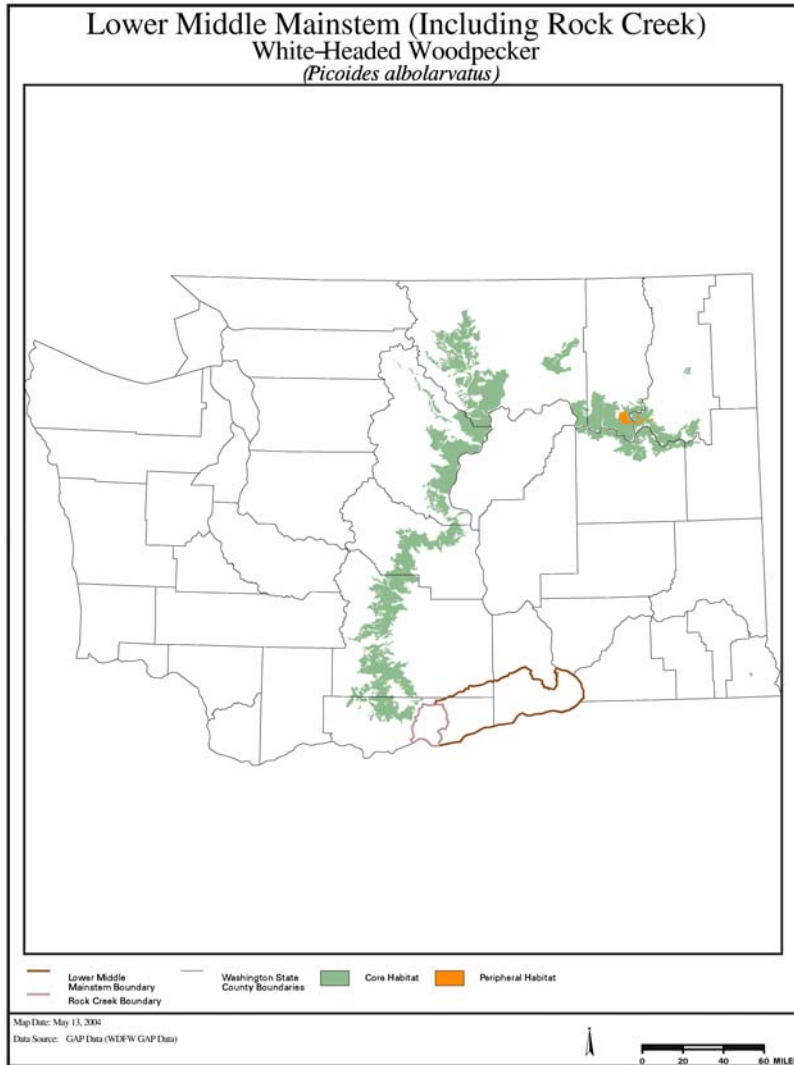 Lower Middle Mainstem (Including Rock Creek)
White-Headed Woodpecker
(Picoides albolarvatus)
Lower Middle
Mainstem Boundary
Rock Creek Boundary
Washington State
County Boundaries
Core Habitat
Peripheral Habitat
Map Date: May 13, 2004
Data Source: GAP Data (WDFW GAP Data)
0 20 40 60 MILES